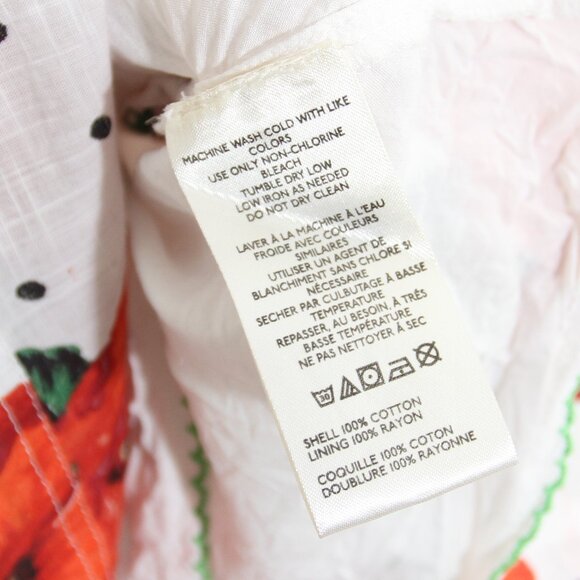 MACHINE WASH COLD WITH LIKE
COLORS
USE ONLY NON-CHLORINE
BLEACH
TUMBLE DRY LOW
LOW IRON AS NEEDED
DO NOT DRY CLEAN
LAVER À LA MACHINE À L'EAU
FROIDE AVEC COULEURS
SIMILAIRES
UTILISER UN AGENT DE
BLANCHIMENT SANS CHLORE SI
NÉCESSAIRE
SECHER PAR CULBUTAGE À BASSE
TEMPERATURE
REPASSER, AU BESOIN, À TRÈS
BASSE TEMPÉRATURE
NE PAS NETTOYER À SEC
30
SHELL 100% COTTON
LINING 100% RAYON
COQUILLE 100% COTON
DOUBLURE 100% RAYONNE